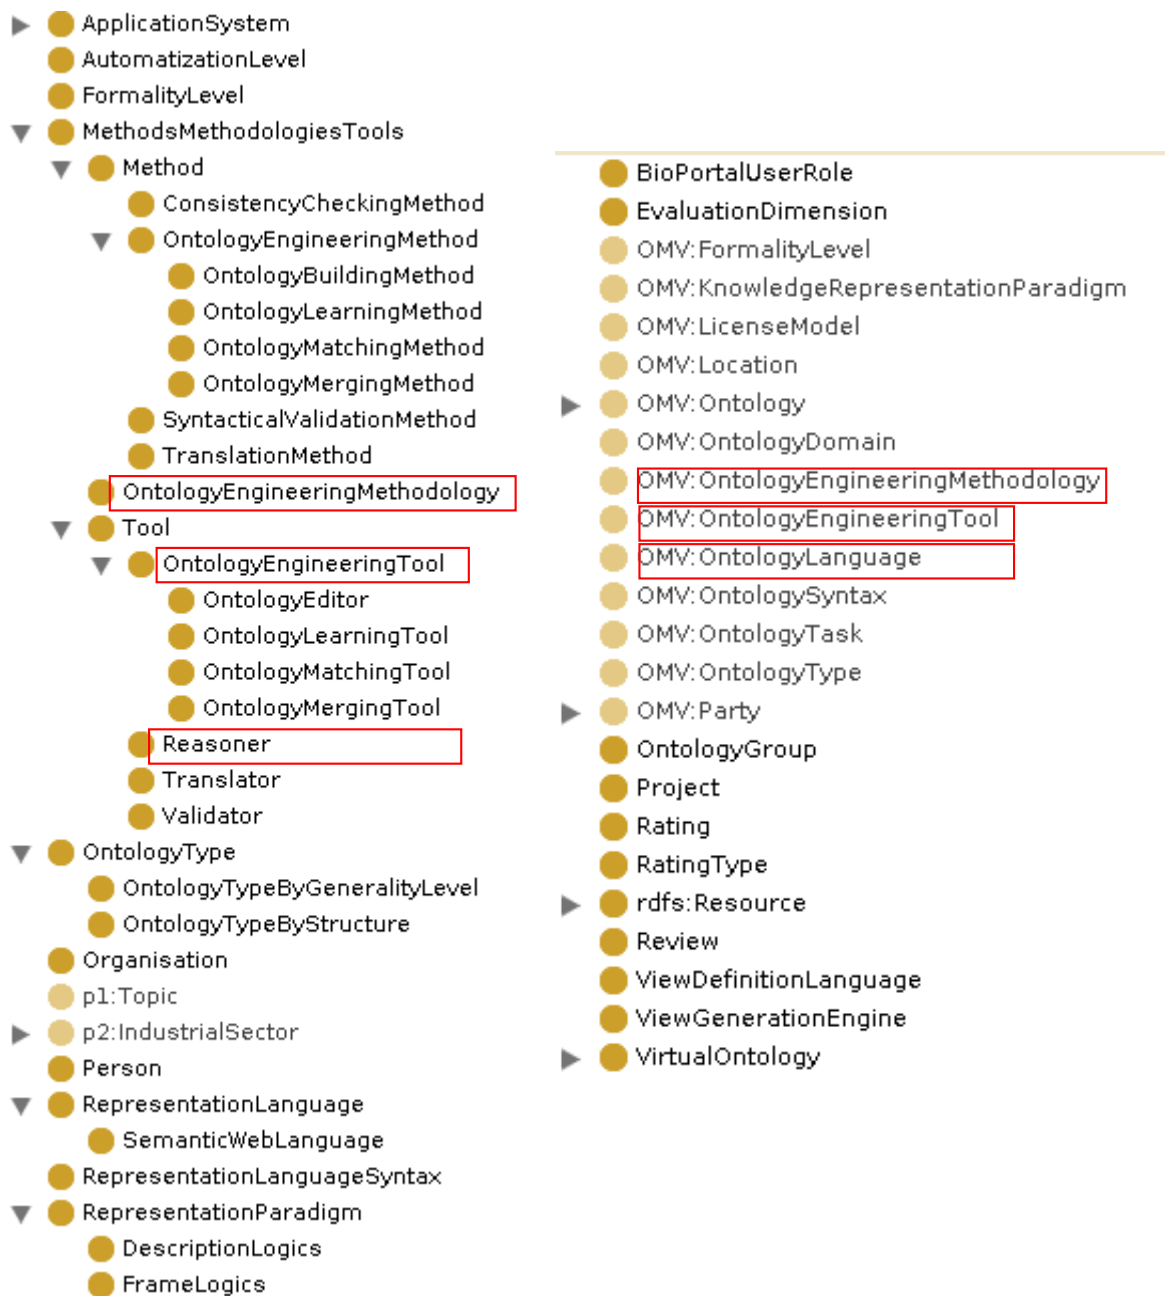 ApplicationSystem
AutomatizationLevel
FormalityLevel
MethodsMethodologiesTools
Method
ConsistencyCheckingMethod
OntologyEngineeringMethod
OntologyBuildingMethod
OntologyLearningMethod
OntologyMatchingMethod
OntologyMergingMethod
SyntacticalValidationMethod
TranslationMethod
OntologyEngineeringMethodology
Tool
OntologyEngineeringTool
OntologyEditor
OntologyLearningTool
OntologyMatchingTool
OntologyMergingTool
Reasoner
Translator
Validator
OntologyType
OntologyTypeByGeneralityLevel
OntologyTypeByStructure
Organisation
p1:Topic
p2:IndustrialSector
Person
RepresentationLanguage
SemanticWebLanguage
RepresentationLanguageSyntax
RepresentationParadigm
DescriptionLogics
FrameLogics
BioPortalUserRole
EvaluationDimension
OMV:FormalityLevel
OMV:KnowledgeRepresentationParadigm
OMV:LicenseModel
OMV:Location
OMV:Ontology
OMV:OntologyDomain
OMV:OntologyEngineeringMethodology
OMV:OntologyEngineeringTool
OMV:OntologyLanguage
OMV:OntologySyntax
OMV:OntologyTask
OMV:OntologyType
OMV:Party
OntologyGroup
Project
Rating
RatingType
rdfs:Resource
Review
ViewDefinitionLanguage
ViewGenerationEngine
VirtualOntology